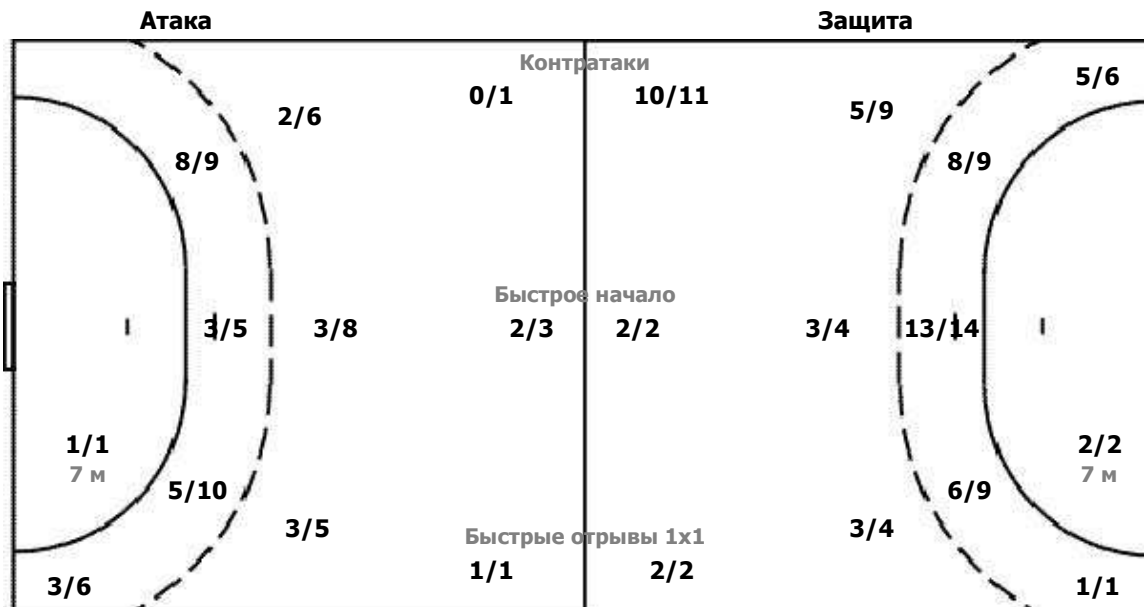 Атака Защита
Контратаки
5/6
0/1 10/11
2/6 5/9
8/9 8/9
Быстрое начало
3/5 3/8 2/3 2/2 3/4 13/14
1/1 2/2
7 м 7 м
5/10 6/9
3/5 3/4
Быстрые отрывы 1x1
1/1 2/2
3/6 1/1